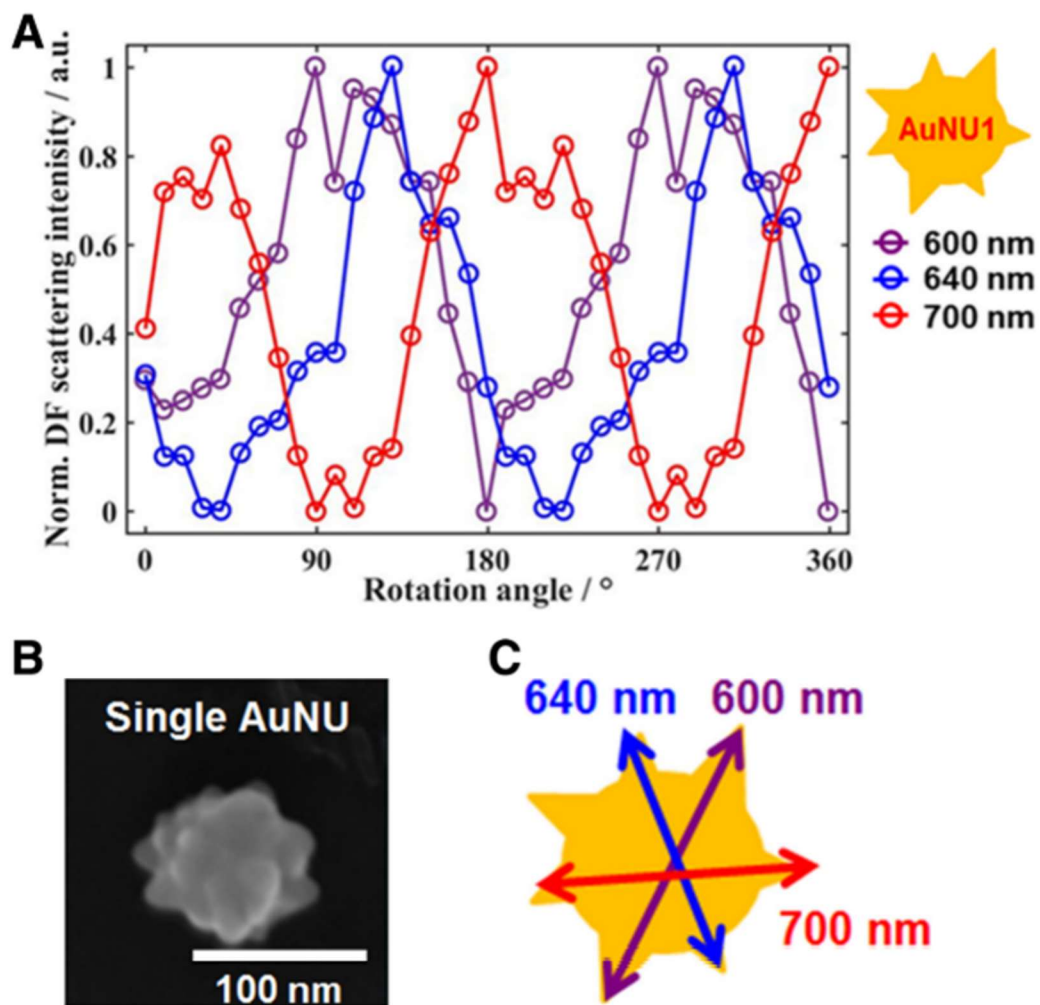 A
Norm. DF scattering intenisity / a.u.
1
0.8
0.6
0.4
0.2
0
0 90 180 270 360
Rotation angle / °
AuNU1
600 nm
640 nm
700 nm
B
Single AuNU
100 nm
C
640 nm 600 nm
700 nm